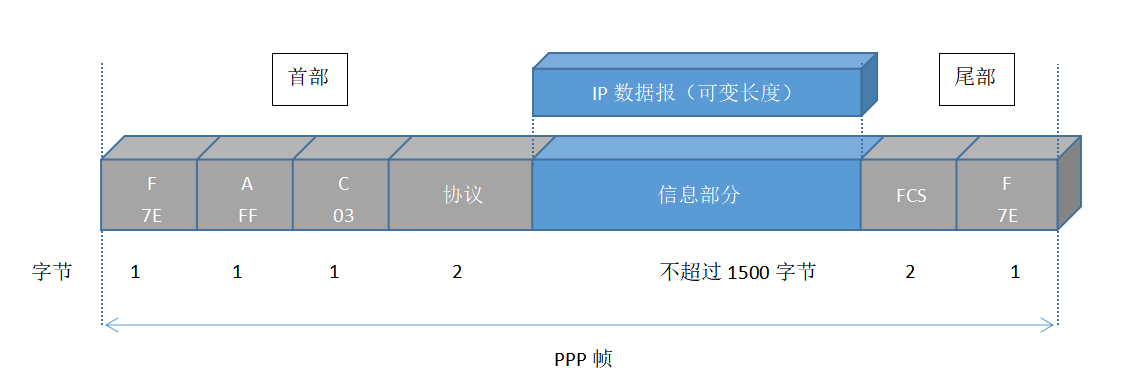 首部
尾部
IP 数据报（可变长度）
F
7E
A
FF
C
03
协议
信息部分
FCS
F
7E
字节 1 1 1 2 不超过 1500 字节 2 1
PPP 帧